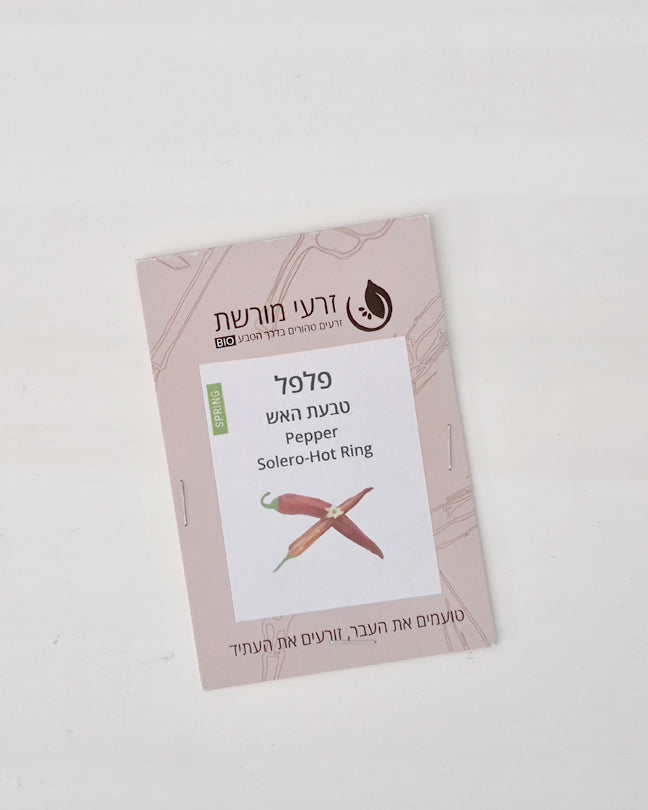 זרעי מורשת
זרעים טהורים בדרך הטבע BIO
SPRING
פלפל
טבעת האש
Pepper
Solero-Hot Ring
טועמים את העבר, זורעים את העתיד